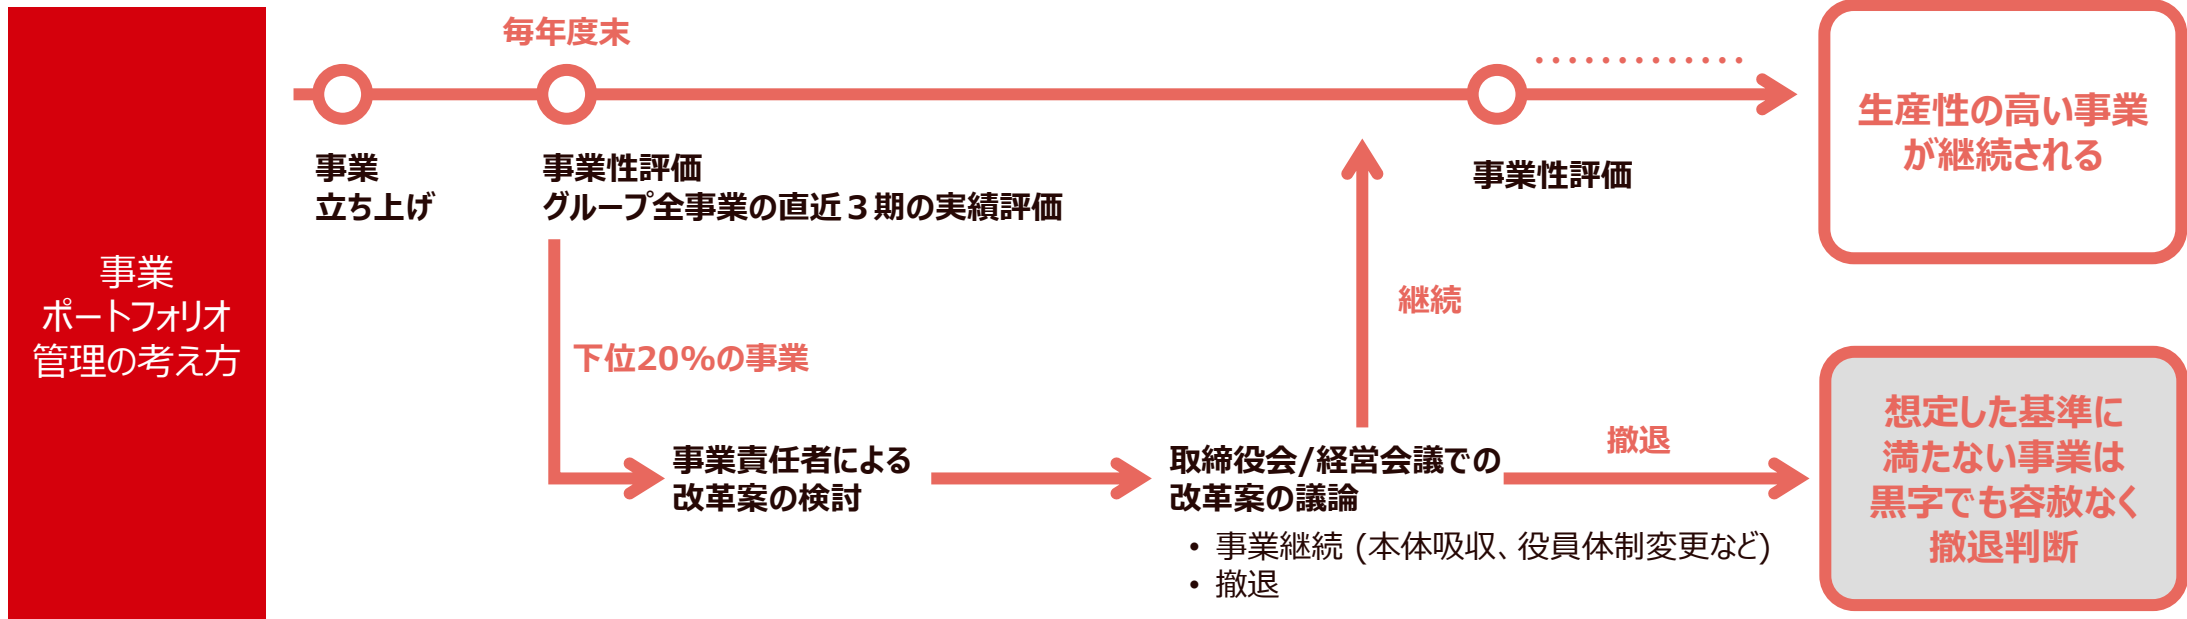 事業
ポートフォリオ
管理の考え方
毎年度末
事業
立ち上げ
事業性評価
グループ全事業の直近３期の実績評価
事業性評価
生産性の高い事業
が継続される
下位20%の事業
継続
事業責任者による
改革案の検討
取締役会/経営会議での
改革案の議論
• 事業継続 (本体吸収、役員体制変更など)
• 撤退
撤退
想定した基準に
満たない事業は
黒字でも容赦なく
撤退判断